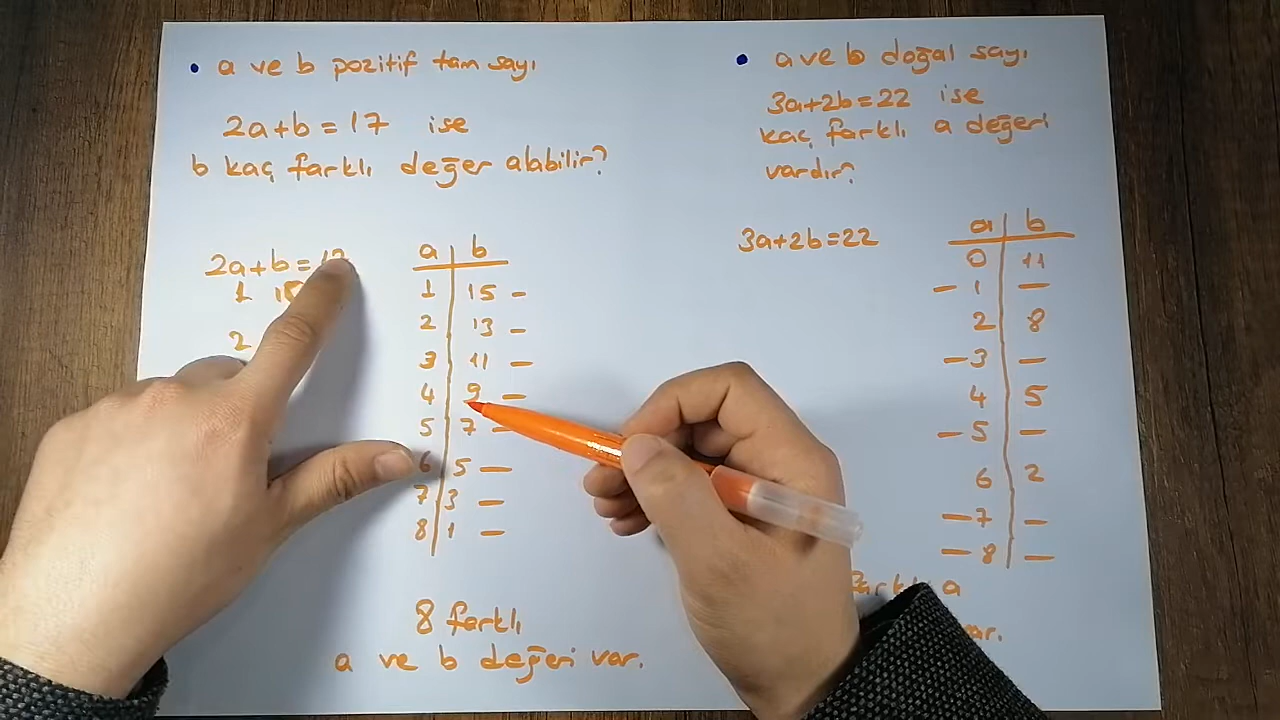 • a ve b pozitif tam sayı
2a+b=17 ise
b kaç farklı değer alabilir?
2a+b=
1
2
a | b
1 | 15 –
2 | 13 –
3 | 11 –
4 | 9 –
5 | 7 –
6 | 5 –
7 | 3 –
8 | 1 –
8 farklı
a ve b değeri var.
• a ve b doğal sayı
3a+2b=22 ise
kaç farklı a değeri
vardır?
3a+2b=22
a | b
0 | 11
– 1 | –
2 | 8
– 3 | –
4 | 5
– 5 | –
6 | 2
– 7 | –
– 8 | –
a